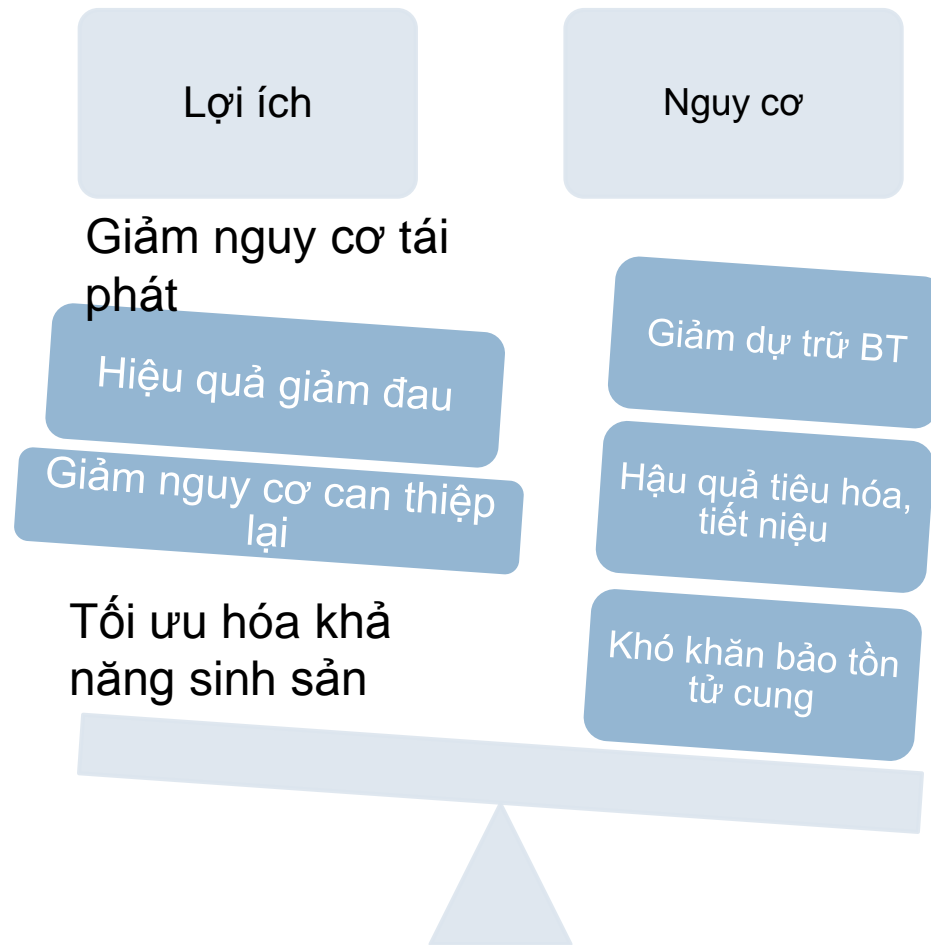 Lợi ích
Giảm nguy cơ tái
phát
Hiệu quả giảm đau
Giảm nguy cơ can thiệp
lại
Tối ưu hóa khả
năng sinh sản
Nguy cơ
Giảm dự trữ BT
Hậu quả tiêu hóa,
tiết niệu
Khó khăn bảo tồn
tử cung